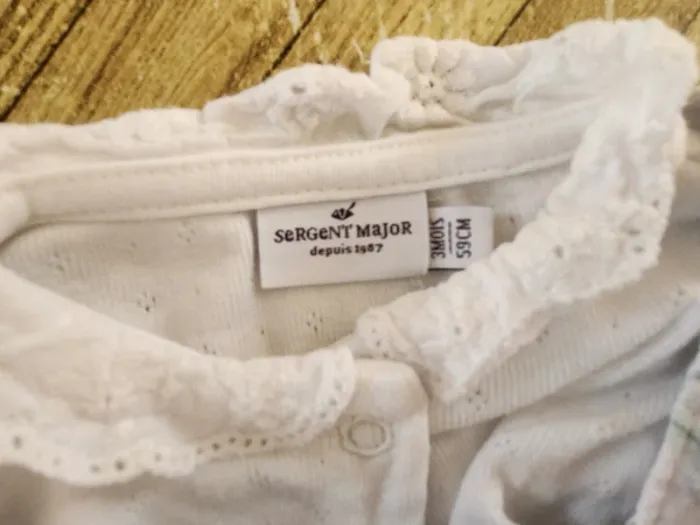 SeRGeNT MaJoR
depuis 1987
3MOIS
59CM